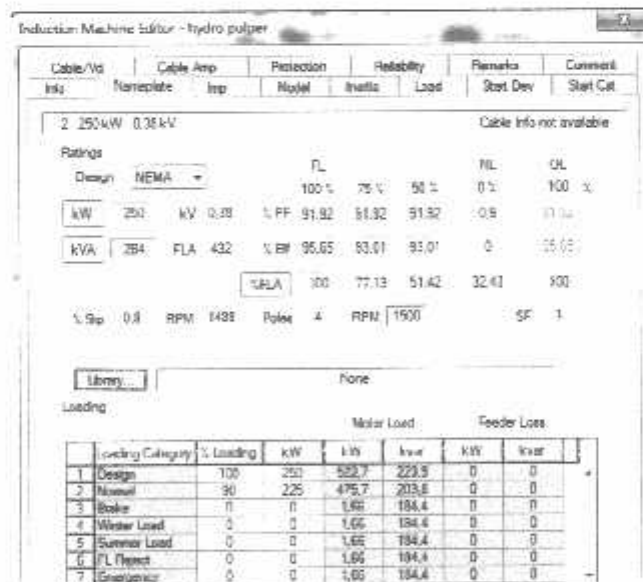 Induction Machine Editor - hydro pulper
Cable/Vd Cable Amp Protection Reliability Remarks Comment
Info Nameplate Imp Model Inertia Load Start Dev Start Cat
2 250 kW 0.38 kV Cable Info not available
Ratings
FL NL OL
Design NEMA
100 % 75 % 50 % 0 % 100 %
kW 250 kV 0.38 % PF 91.92 91.92 91.92 0.9
kVA 284 FLA 432 % Eff 95.65 93.01 93.01 0
%FLA 100 77.13 51.42 32.43
% Slip 0.8 RPM 1488 Poles 4 RPM 1500 SF 1
Library... None
Loading
Motor Load Feeder Loss
Loading Category % Loading kW kW kvar kW kvar
1 Design 100 250 522,7 223,9 0 0
2 Normal 90 225 475,7 203,8 0 0
3 Brake 0 0 1,66 184,4 0 0
4 Winter Load 0 0 1,66 184,4 0 0
5 Summer Load 0 0 1,66 184,4 0 0
6 FL Reject 0 0 1,66 184,4 0 0
7 Emergency 0 0 1,66 184,4 0 0